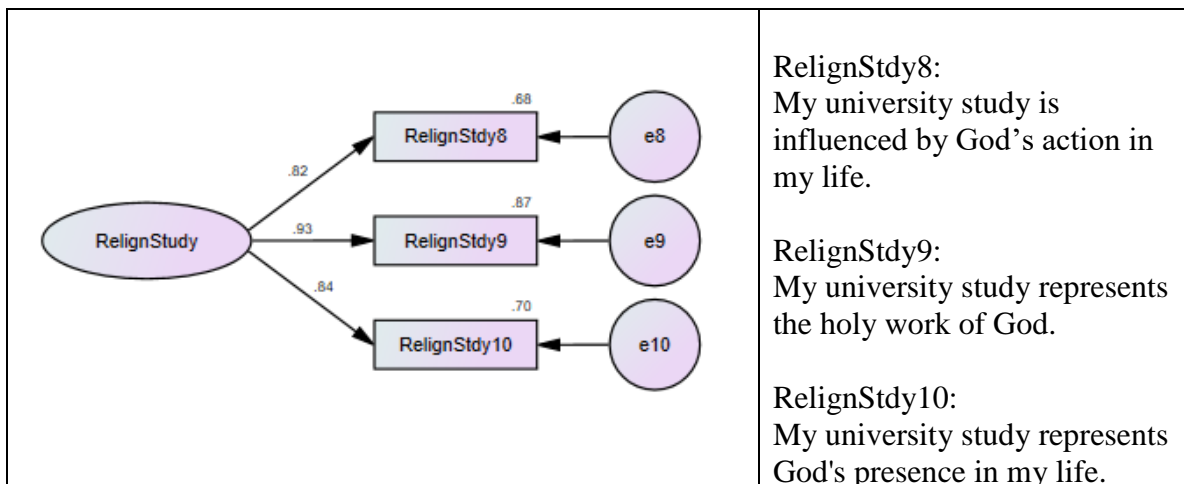 .68
RelignStdy8
e8
.82
.87
RelignStudy
.93
RelignStdy9
e9
.84
.70
RelignStdy10
e10
RelignStdy8:
My university study is
influenced by God’s action in
my life.
RelignStdy9:
My university study represents
the holy work of God.
RelignStdy10:
My university study represents
God's presence in my life.